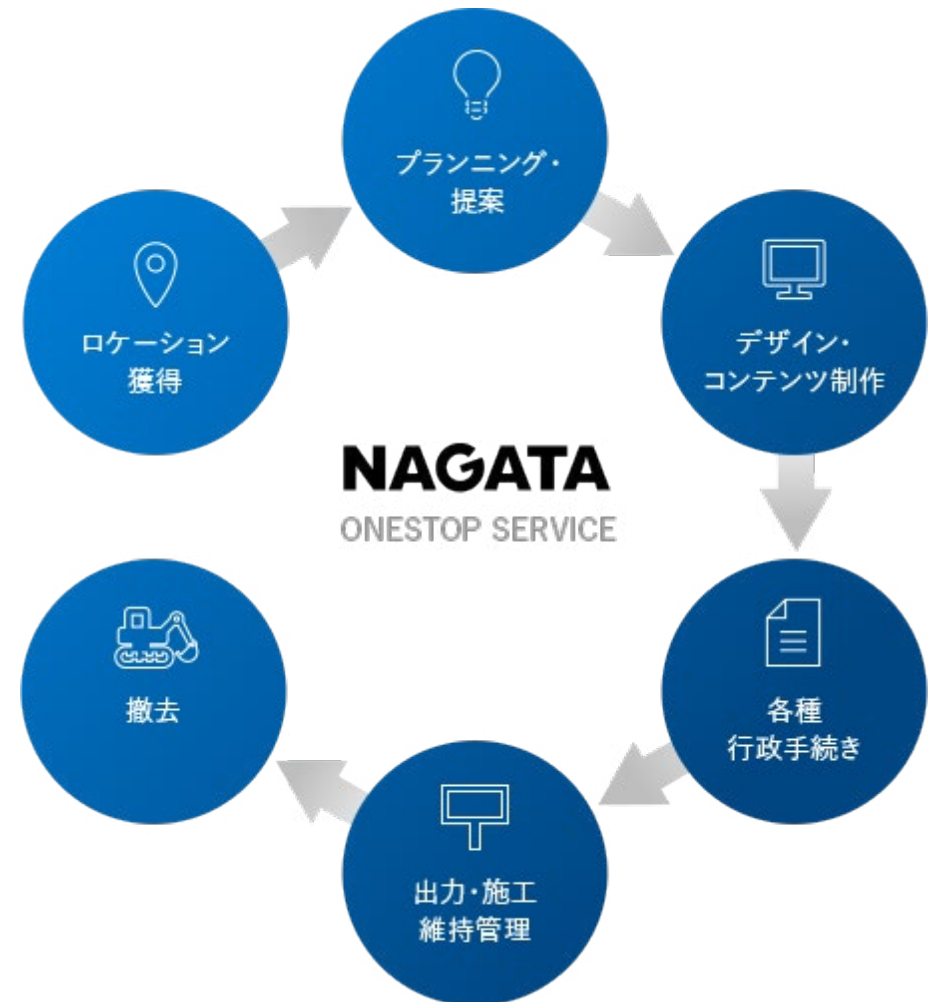 プランニング・
提案
ロケーション
獲得
デザイン・
コンテンツ制作
NAGATA
ONESTOP SERVICE
撤去
各種
行政手続き
出力・施工
維持管理